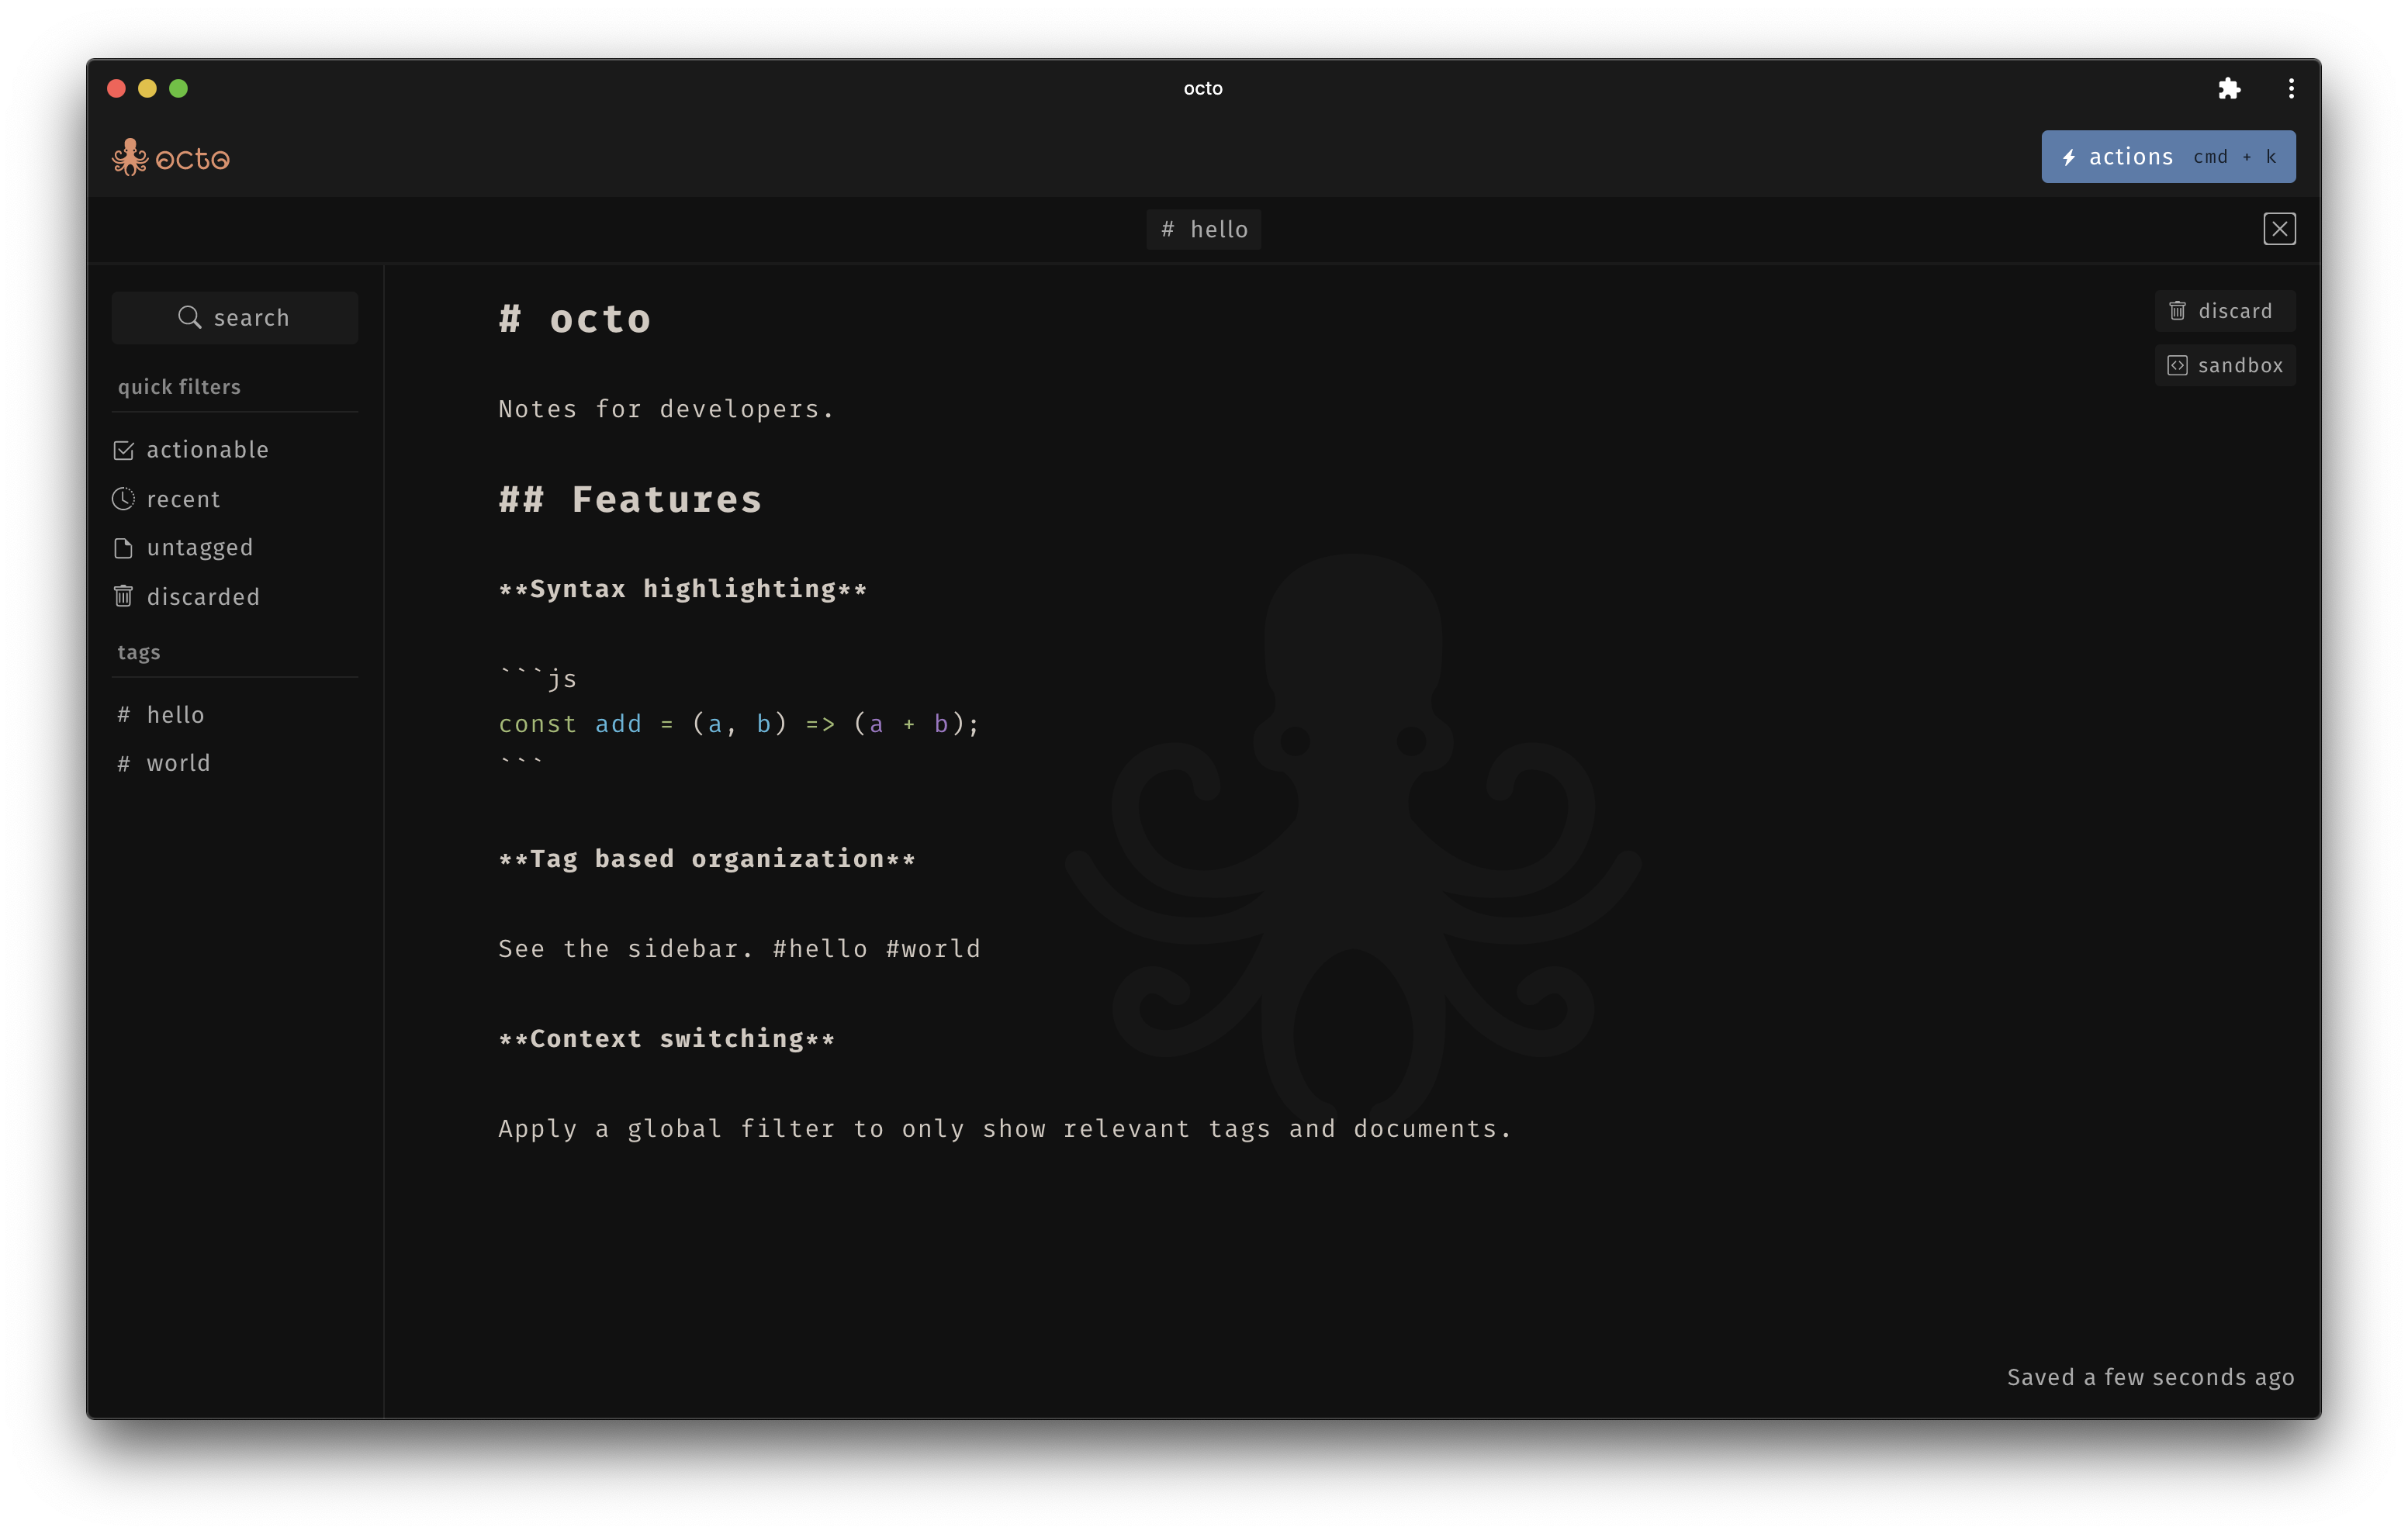 octo
octo
actions cmd + k
# hello
search
quick filters
actionable
recent
untagged
discarded
tags
# hello
# world
# octo
Notes for developers.
## Features
**Syntax highlighting**
```js
const add = (a, b) => (a + b);
```
**Tag based organization**
See the sidebar. #hello #world
**Context switching**
Apply a global filter to only show relevant tags and documents.
discard
sandbox
Saved a few seconds ago